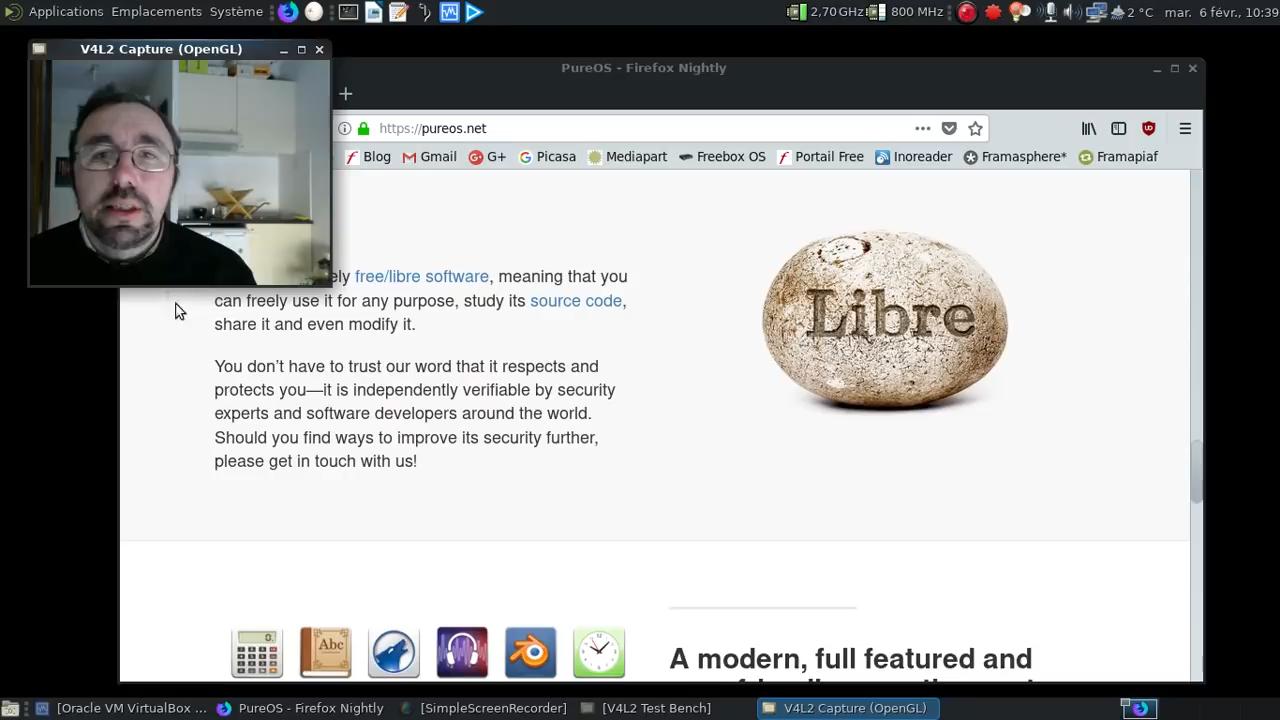 Applications Emplacements Système
2,70 GHz 800 MHz 2 °C mar. 6 févr., 10:39
V4L2 Capture (OpenGL)
PureOS - Firefox Nightly
https://pureos.net
Blog Gmail G+ Picasa Mediapart Freebox OS Portail Free Inoreader Framasphere* Framapiaf
ely free/libre software, meaning that you
can freely use it for any purpose, study its source code,
share it and even modify it.
Libre
You don’t have to trust our word that it respects and
protects you—it is independently verifiable by security
experts and software developers around the world.
Should you find ways to improve its security further,
please get in touch with us!
0.
Abc
A modern, full featured and
[Oracle VM VirtualBox ... PureOS - Firefox Nightly [SimpleScreenRecorder] [V4L2 Test Bench] V4L2 Capture (OpenGL)